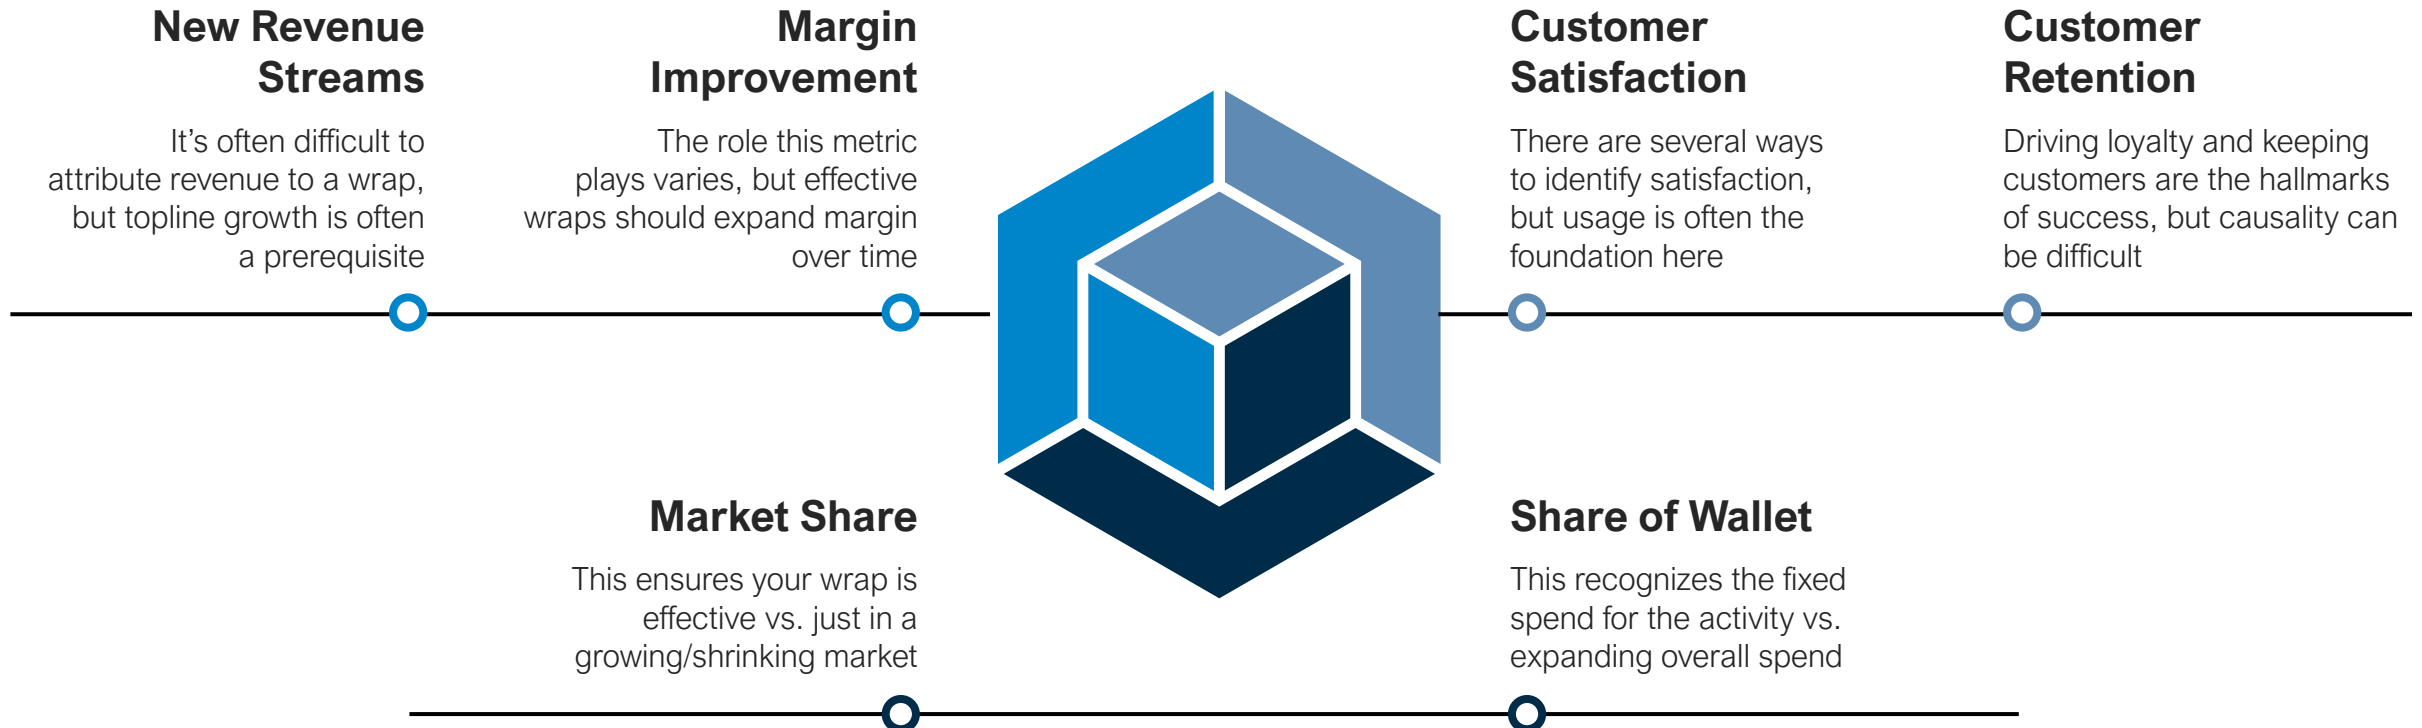 New Revenue
Streams
It’s often difficult to
attribute revenue to a wrap,
but topline growth is often
a prerequisite
Margin
Improvement
The role this metric
plays varies, but effective
wraps should expand margin
over time
Customer
Satisfaction
There are several ways
to identify satisfaction,
but usage is often the
foundation here
Customer
Retention
Driving loyalty and keeping
customers are the hallmarks
of success, but causality can
be difficult
Market Share
This ensures your wrap is
effective vs. just in a
growing/shrinking market
Share of Wallet
This recognizes the fixed
spend for the activity vs.
expanding overall spend